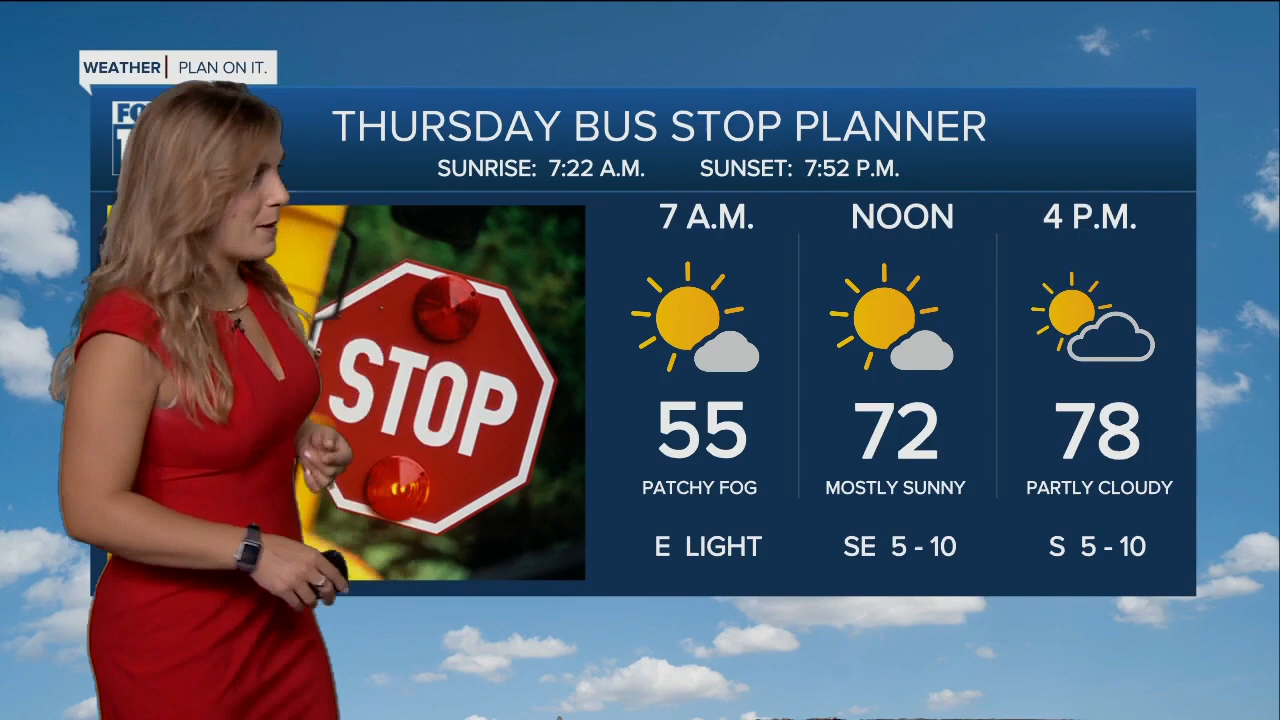 WEATHER | PLAN ON IT.
THURSDAY BUS STOP PLANNER
SUNRISE: 7:22 A.M. SUNSET: 7:52 P.M.
7 A.M. NOON 4 P.M.
STOP
55 72 78
PATCHY FOG MOSTLY SUNNY PARTLY CLOUDY
E LIGHT SE 5 - 10 S 5 - 10